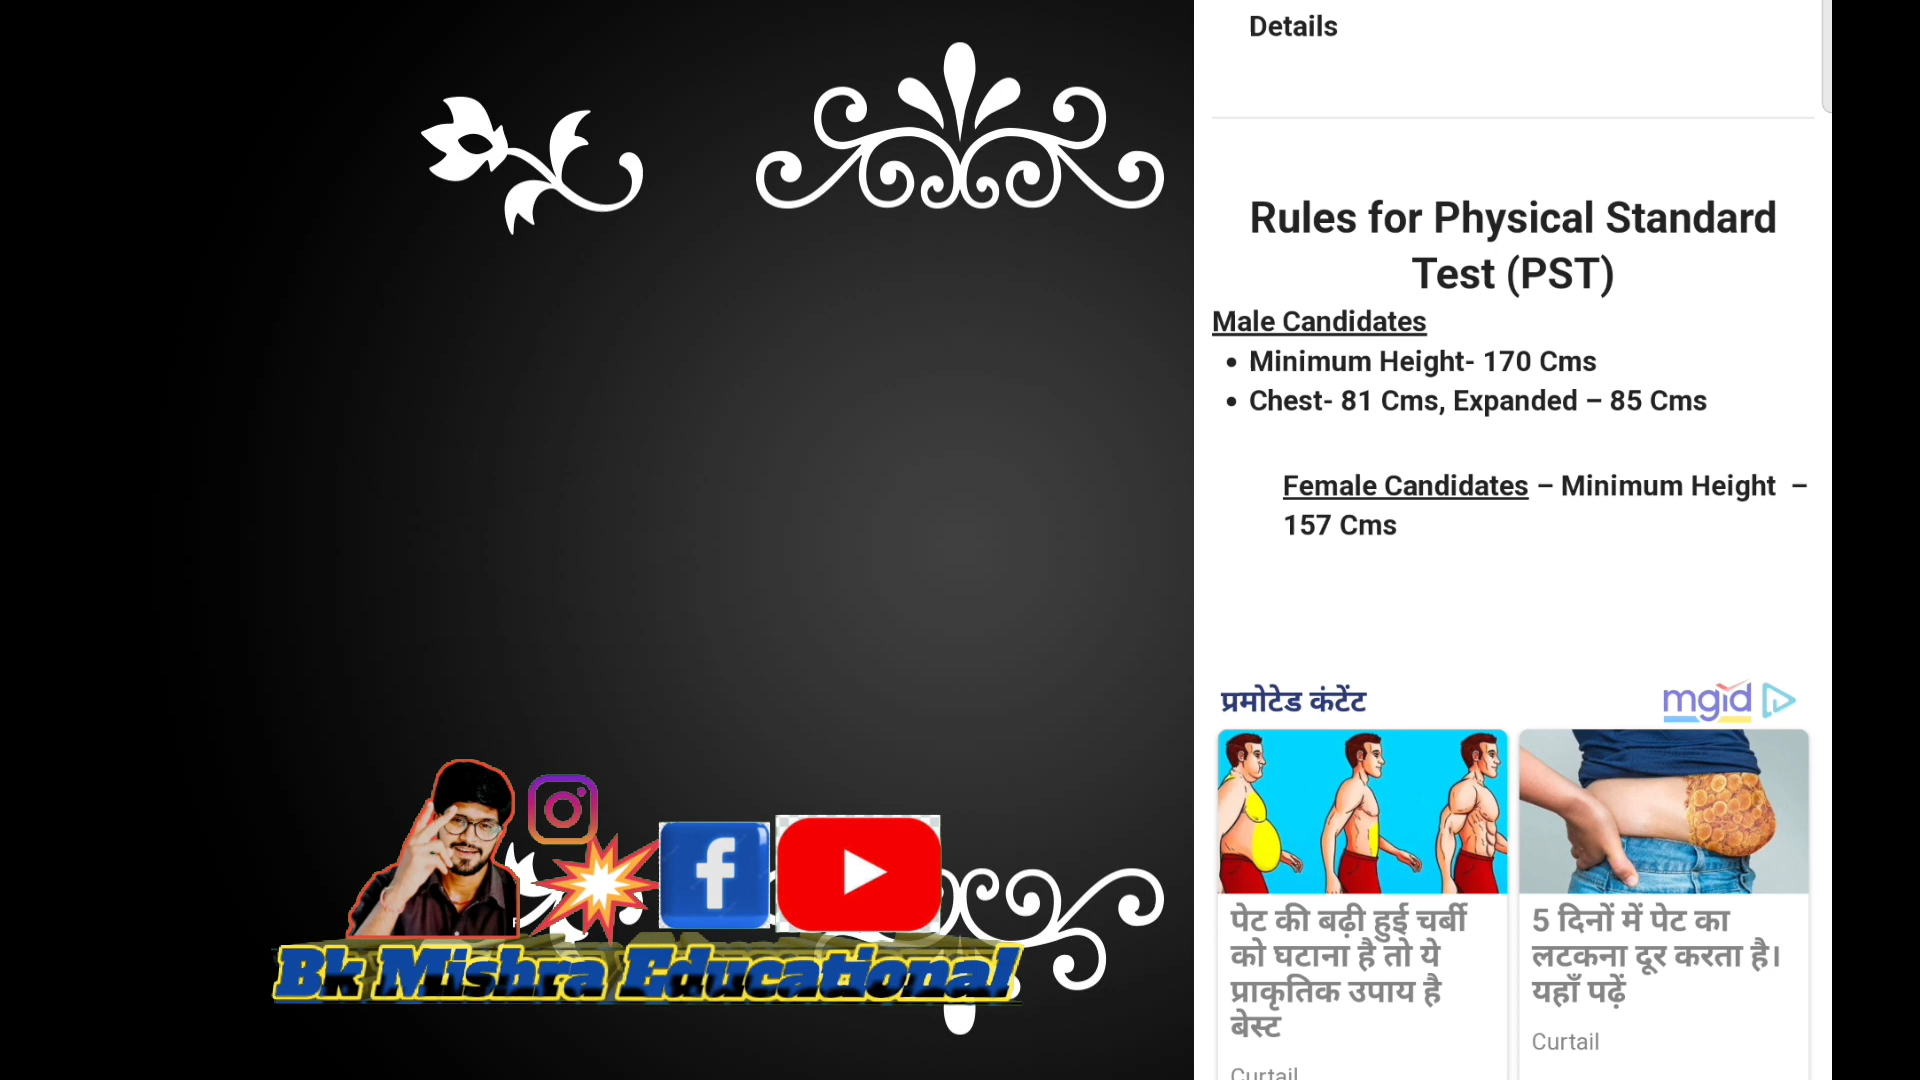 Details
Rules for Physical Standard
Test (PST)
Male Candidates
• Minimum Height- 170 Cms
• Chest- 81 Cms, Expanded – 85 Cms
Female Candidates – Minimum Height –
157 Cms
प्रमोटेड कंटेंट
mgid
पेट की बढ़ी हुई चर्बी
को घटाना है तो ये
प्राकृतिक उपाय है
बेस्ट
Curtail
5 दिनों में पेट का
लटकना दूर करता है।
यहाँ पढ़ें
Curtail
Bk Mishra Educational